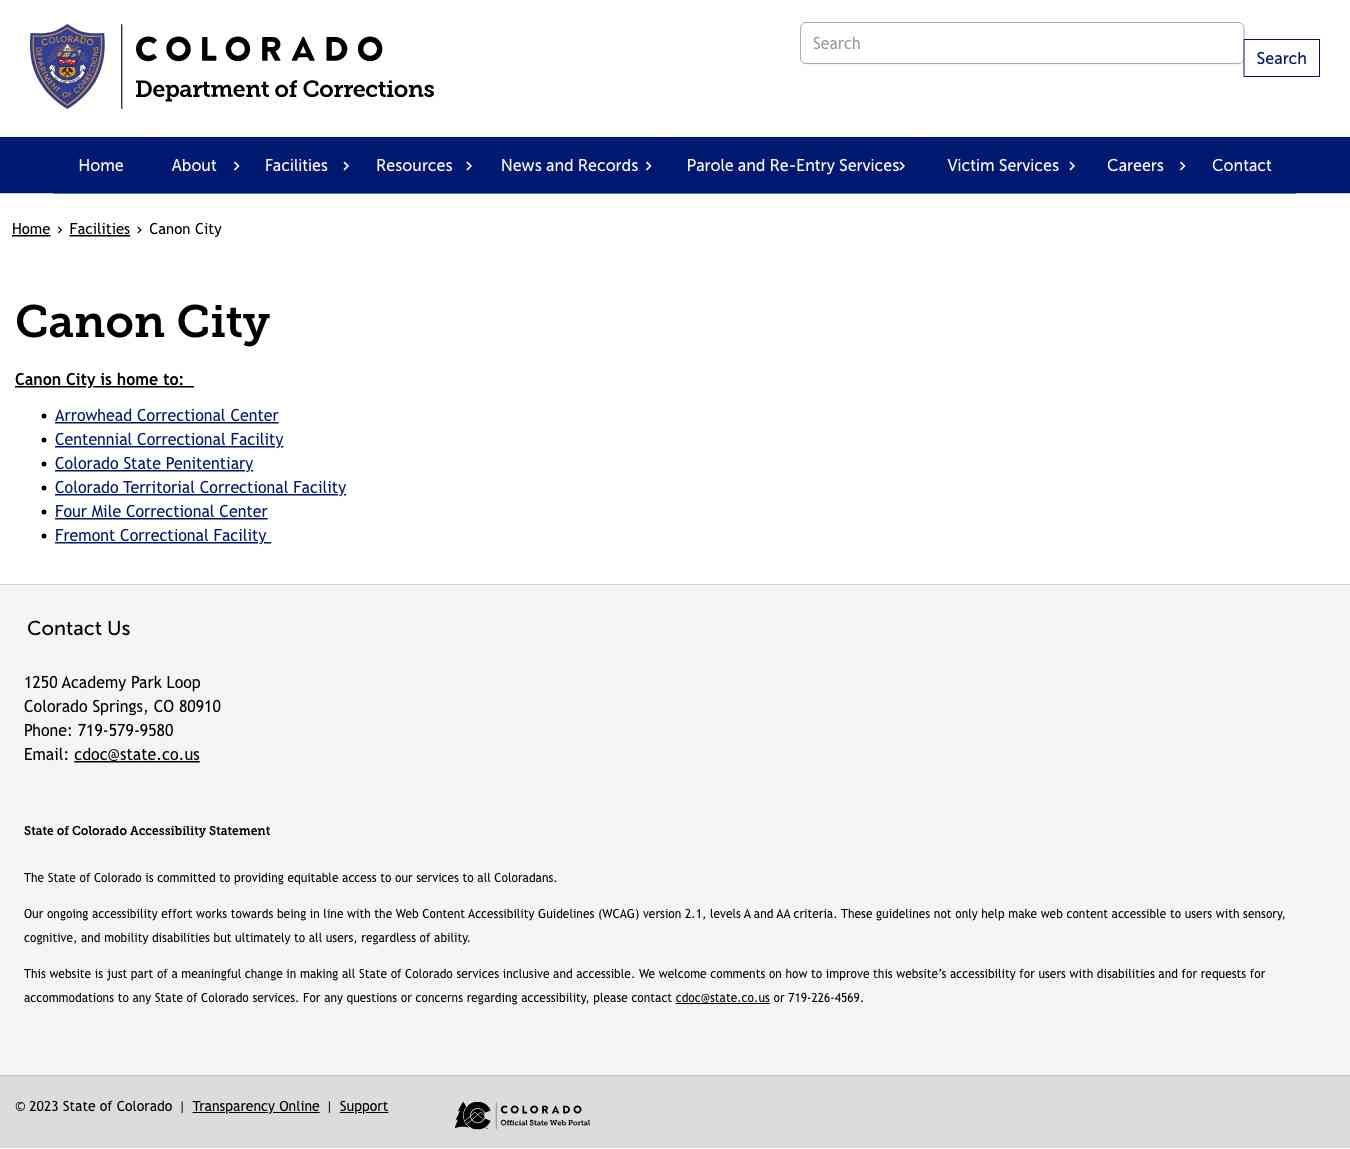 COLORADO
Department of Corrections
Search
Search
Home About Facilities Resources News and Records Parole and Re-Entry Services Victim Services Careers Contact
Home › Facilities › Canon City
Canon City
Canon City is home to:
• Arrowhead Correctional Center
• Centennial Correctional Facility
• Colorado State Penitentiary
• Colorado Territorial Correctional Facility
• Four Mile Correctional Center
• Fremont Correctional Facility
Contact Us
1250 Academy Park Loop
Colorado Springs, CO 80910
Phone: 719-579-9580
Email: cdoc@state.co.us
State of Colorado Accessibility Statement
The State of Colorado is committed to providing equitable access to our services to all Coloradans.
Our ongoing accessibility effort works towards being in line with the Web Content Accessibility Guidelines (WCAG) version 2.1, levels A and AA criteria. These guidelines not only help make web content accessible to users with sensory,
cognitive, and mobility disabilities but ultimately to all users, regardless of ability.
This website is just part of a meaningful change in making all State of Colorado services inclusive and accessible. We welcome comments on how to improve this website’s accessibility for users with disabilities and for requests for
accommodations to any State of Colorado services. For any questions or concerns regarding accessibility, please contact cdoc@state.co.us or 719-226-4569.
© 2023 State of Colorado | Transparency Online | Support
COLORADO
Official State Web Portal